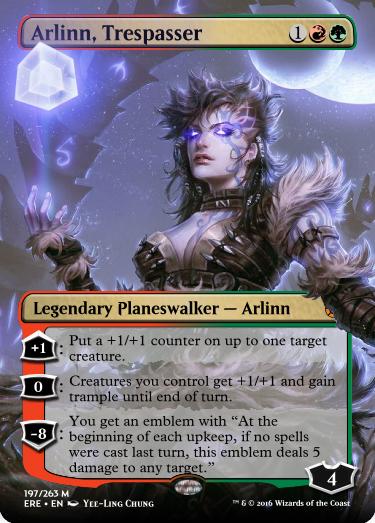 Arlinn, Trespasser 1
Legendary Planeswalker — Arlinn
+1 : Put a +1/+1 counter on up to one target
creature.
0 : Creatures you control get +1/+1 and gain
trample until end of turn.
-8 : You get an emblem with “At the
beginning of each upkeep, if no spells
were cast last turn, this emblem deals 5
damage to any target.”
4
197/263 M
ERE • EN Yee-Ling Chung
™ & © 2016 Wizards of the Coast